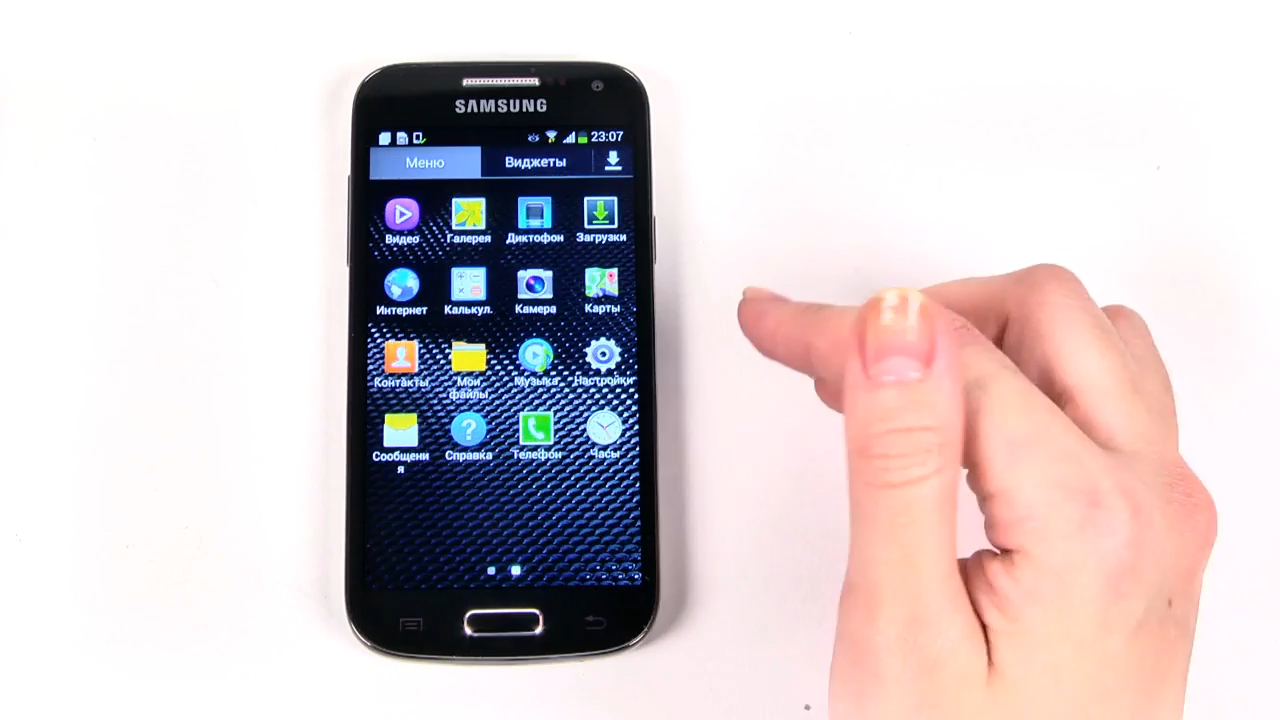 SAMSUNG
23:07
Меню Виджеты
Видео Галерея Диктофон Загрузки
Интернет Калькул. Камера Карты
Контакты Мои файлы Музыка Настройки
Сообщени
я Справка Телефон Часы